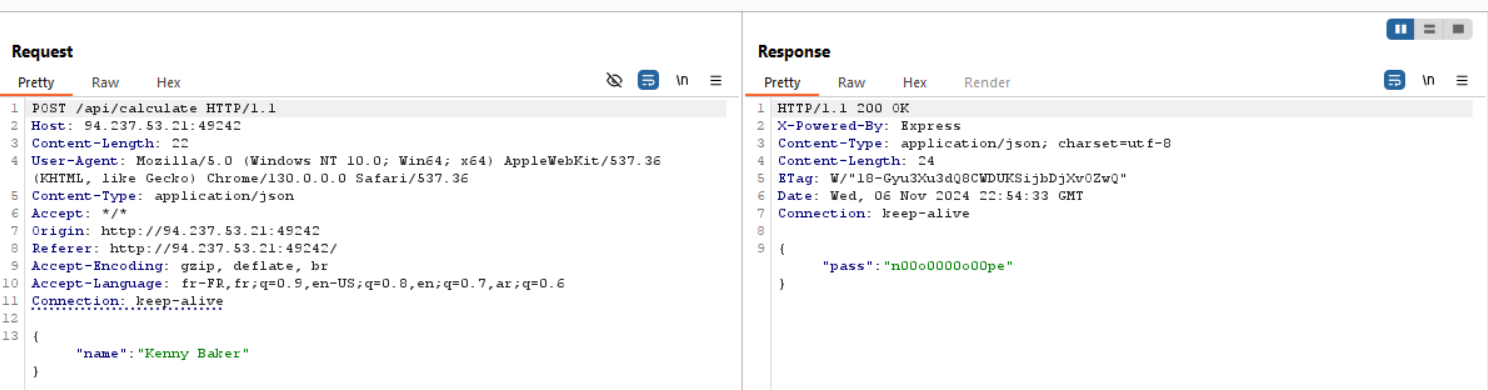 Request
Pretty Raw Hex \n
1 POST /api/calculate HTTP/1.1
2 Host: 94.237.53.21:49242
3 Content-Length: 22
4 User-Agent: Mozilla/5.0 (Windows NT 10.0; Win64; x64) AppleWebKit/537.36
(KHTML, like Gecko) Chrome/130.0.0.0 Safari/537.36
5 Content-Type: application/json
6 Accept: */*
7 Origin: http://94.237.53.21:49242
8 Referer: http://94.237.53.21:49242/
9 Accept-Encoding: gzip, deflate, br
10 Accept-Language: fr-FR,fr;q=0.9,en-US;q=0.8,en;q=0.7,ar;q=0.6
11 Connection: keep-alive
12
13 {
"name":"Kenny Baker"
}
Response
Pretty Raw Hex Render \n
1 HTTP/1.1 200 OK
2 X-Powered-By: Express
3 Content-Type: application/json; charset=utf-8
4 Content-Length: 24
5 ETag: W/"18-Gyu3Xu3dQ8CWDUKSijbDjXv0ZwQ"
6 Date: Wed, 06 Nov 2024 22:54:33 GMT
7 Connection: keep-alive
8
9 {
"pass":"n00o0000o00pe"
}